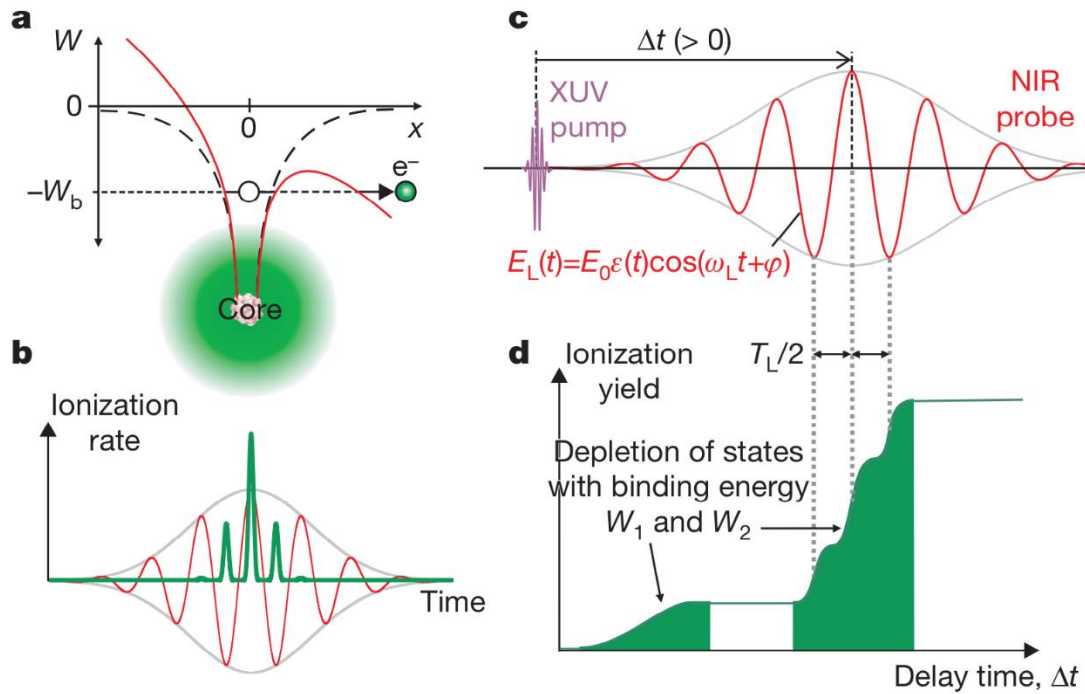 a
W
0
0
x
e⁻
−W_b
Core
b
Ionization
rate
Time
c
Δt (> 0)
XUV
pump
NIR
probe
E_L(t)=E_0ε(t)cos(ω_Lt+φ)
d
Ionization
yield
T_L/2
Depletion of states
with binding energy
W_1 and W_2
Delay time, Δt